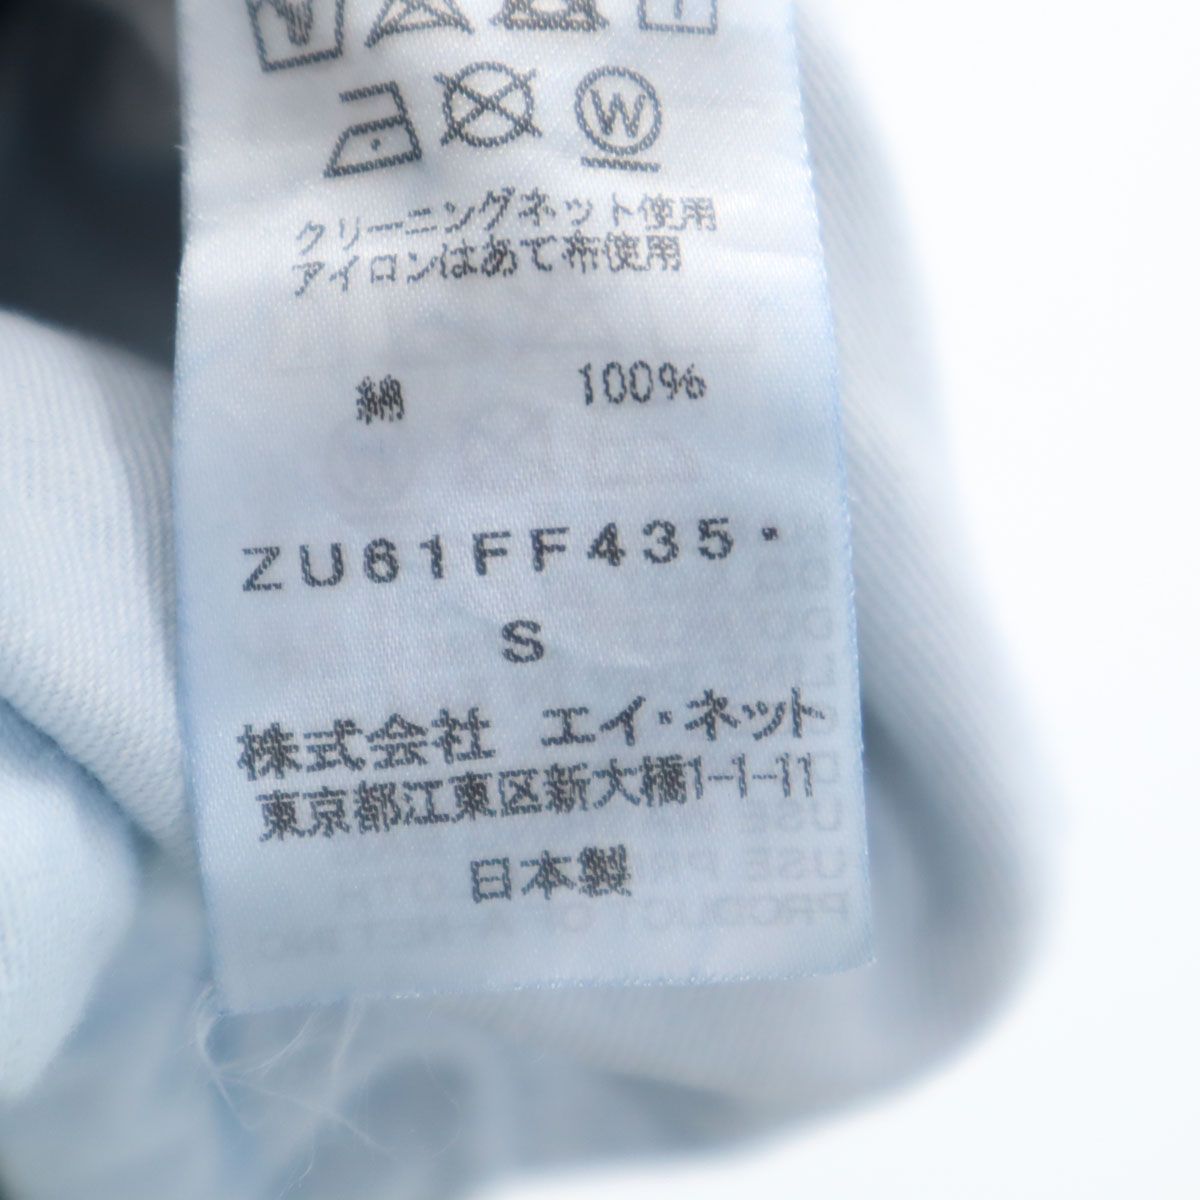 W
クリーニングネット使用
アイロンはあて布使用
綿 100%
ZU61FF435・
S
株式会社 エイ・ネット
東京都江東区新大橋1-1-11
日本製